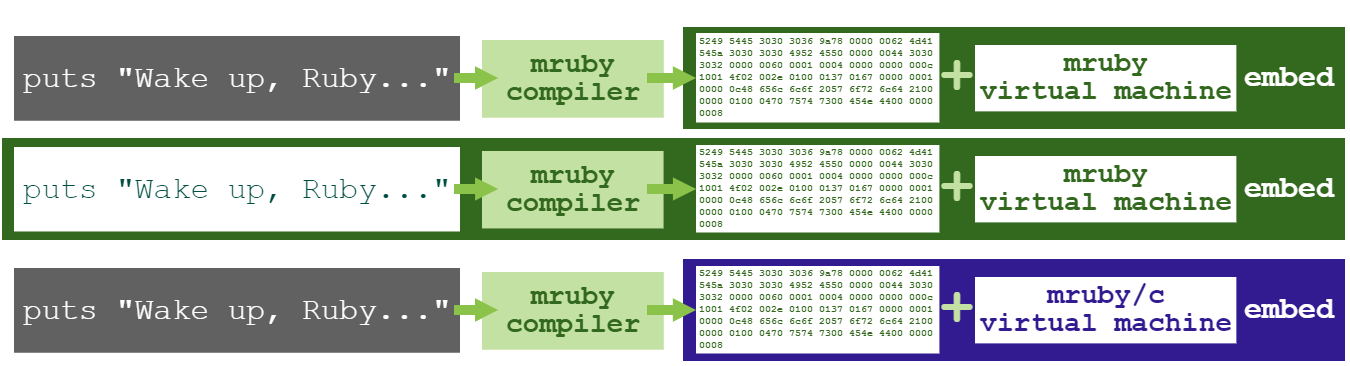 puts "Wake up, Ruby..."
mruby
compiler
5249 5445 3030 3036 9a78 0000 0062 4d41
545a 3030 3030 4952 4550 0000 0044 3030
3032 0000 0060 0001 0004 0000 0000 000c
1001 4f02 002e 0100 0137 0167 0000 0001
0000 0c48 656c 6c6f 2057 6f72 6c64 2100
0000 0100 0470 7574 7300 454e 4400 0000
0008
+
mruby
virtual machine
embed
puts "Wake up, Ruby..."
mruby
compiler
5249 5445 3030 3036 9a78 0000 0062 4d41
545a 3030 3030 4952 4550 0000 0044 3030
3032 0000 0060 0001 0004 0000 0000 000c
1001 4f02 002e 0100 0137 0167 0000 0001
0000 0c48 656c 6c6f 2057 6f72 6c64 2100
0000 0100 0470 7574 7300 454e 4400 0000
0008
+
mruby
virtual machine
embed
puts "Wake up, Ruby..."
mruby
compiler
5249 5445 3030 3036 9a78 0000 0062 4d41
545a 3030 3030 4952 4550 0000 0044 3030
3032 0000 0060 0001 0004 0000 0000 000c
1001 4f02 002e 0100 0137 0167 0000 0001
0000 0c48 656c 6c6f 2057 6f72 6c64 2100
0000 0100 0470 7574 7300 454e 4400 0000
0008
+
mruby/c
virtual machine
embed